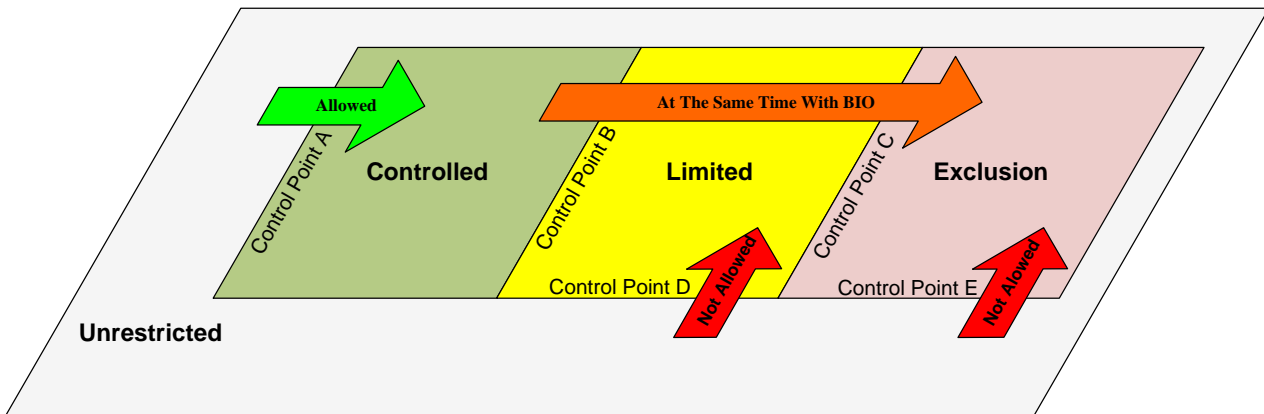 Allowed
At The Same Time With BIO
Control Point A
Control Point B
Control Point C
Controlled
Limited
Exclusion
Control Point D
Not Allowed
Control Point E
Not Alowed
Unrestricted